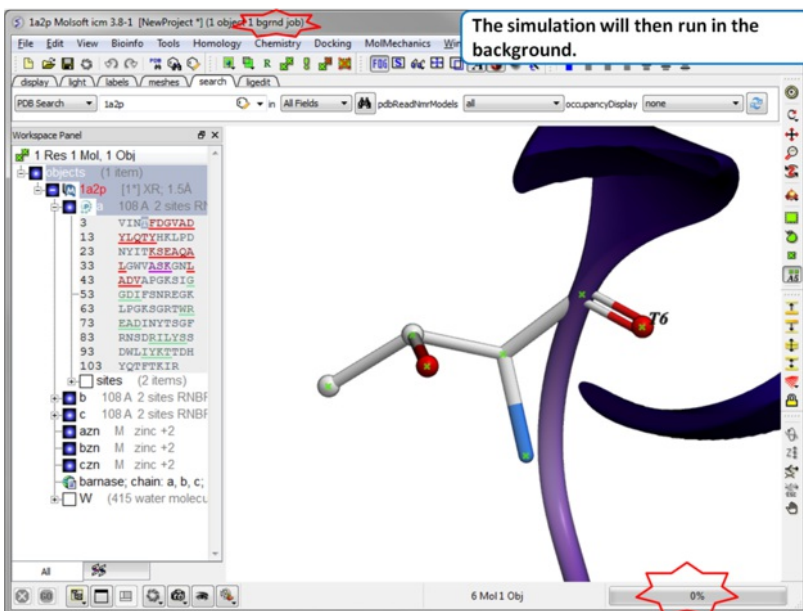 1a2p Molsoft icm 3.8-1 [NewProject *] (1 object 1 bgrnd job)
The simulation will then run in the
background.
File Edit View Bioinfo Tools Homology Chemistry Docking MolMechanics
display light labels meshes search ligedit
PDB Search 1a2p in All Fields pdbReadNmrModels all occupancyDisplay none
Workspace Panel
1 Res 1 Mol, 1 Obj
objects (1 item)
1a2p [1*] XR; 1.5Å
a 108 A 2 sites RN
3 VINHFDGVAD
13 YLQTYHKLPD
23 NYITKSEAQA
33 LGWVASKGNL
43 ADVAPGKSIG
53 GDIFSNREGK
63 LPGKSGRTWR
73 EADINYTSGF
83 RNSDRILYSS
93 DWLIYKTTDH
103 YQTFTKIR
sites (2 items)
b 108 A 2 sites RNBF
c 108 A 2 sites RNBF
azn M zinc +2
bzn M zinc +2
czn M zinc +2
barnase; chain: a, b, c;
W (415 water molecu
T6
All
6 Mol 1 Obj
0%